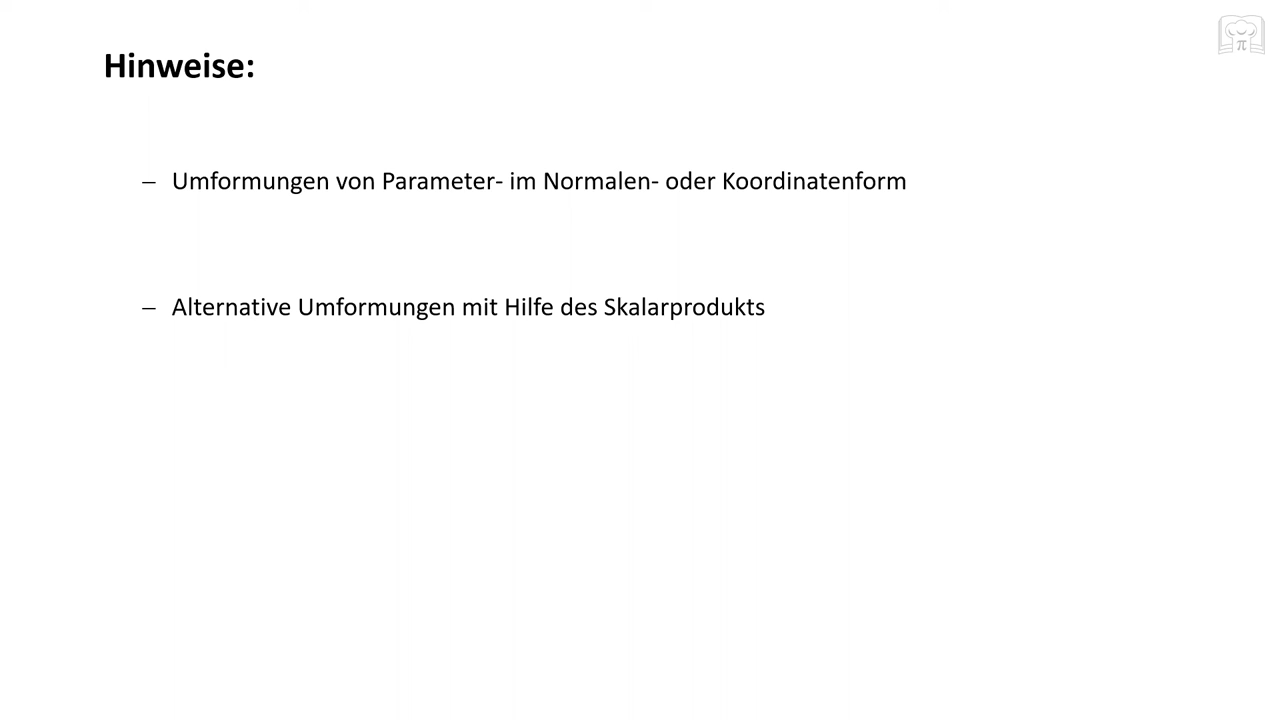 Hinweise:
– Umformungen von Parameter- im Normalen- oder Koordinatenform
– Alternative Umformungen mit Hilfe des Skalarprodukts
π